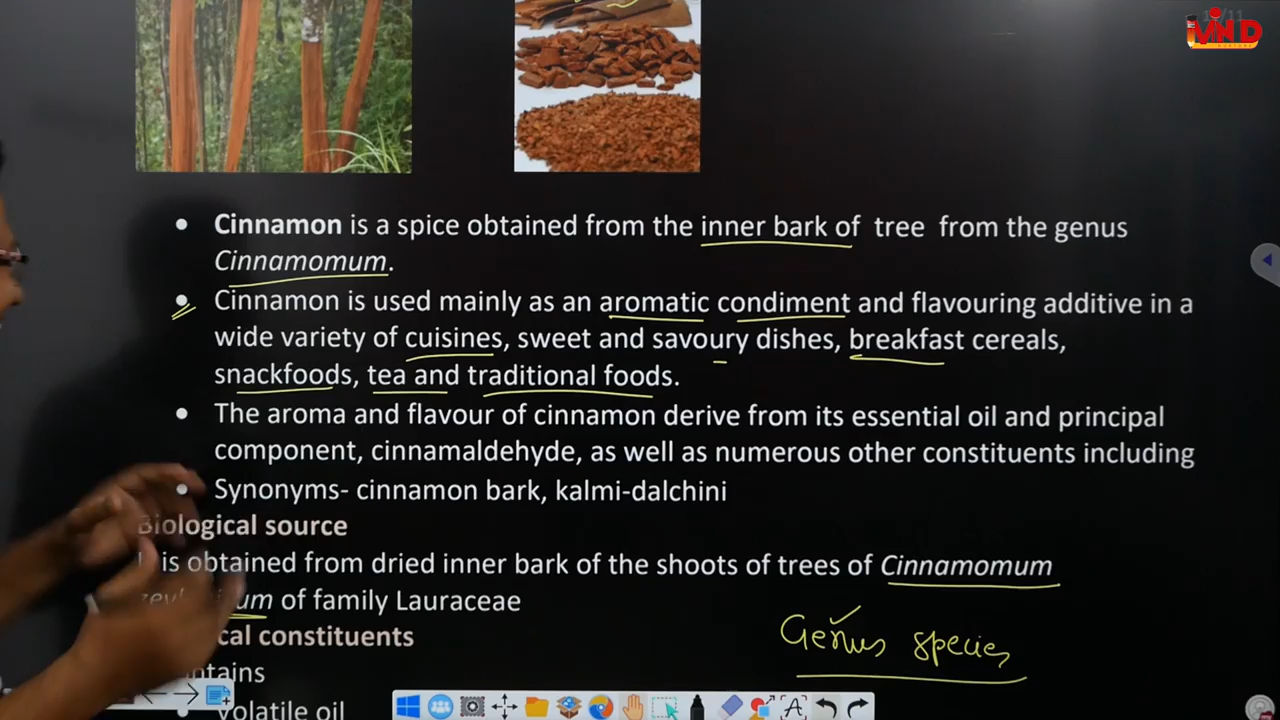 VIND
Cinnamon is a spice obtained from the inner bark of tree from the genus
Cinnamomum.
Cinnamon is used mainly as an aromatic condiment and flavouring additive in a
wide variety of cuisines, sweet and savoury dishes, breakfast cereals,
snackfoods, tea and traditional foods.
The aroma and flavour of cinnamon derive from its essential oil and principal
component, cinnamaldehyde, as well as numerous other constituents including
Synonyms- cinnamon bark, kalmi-dalchini
Biological source
is obtained from dried inner bark of the shoots of trees of Cinnamomum
of family Lauraceae
constituents
Genus species
Volatile oil